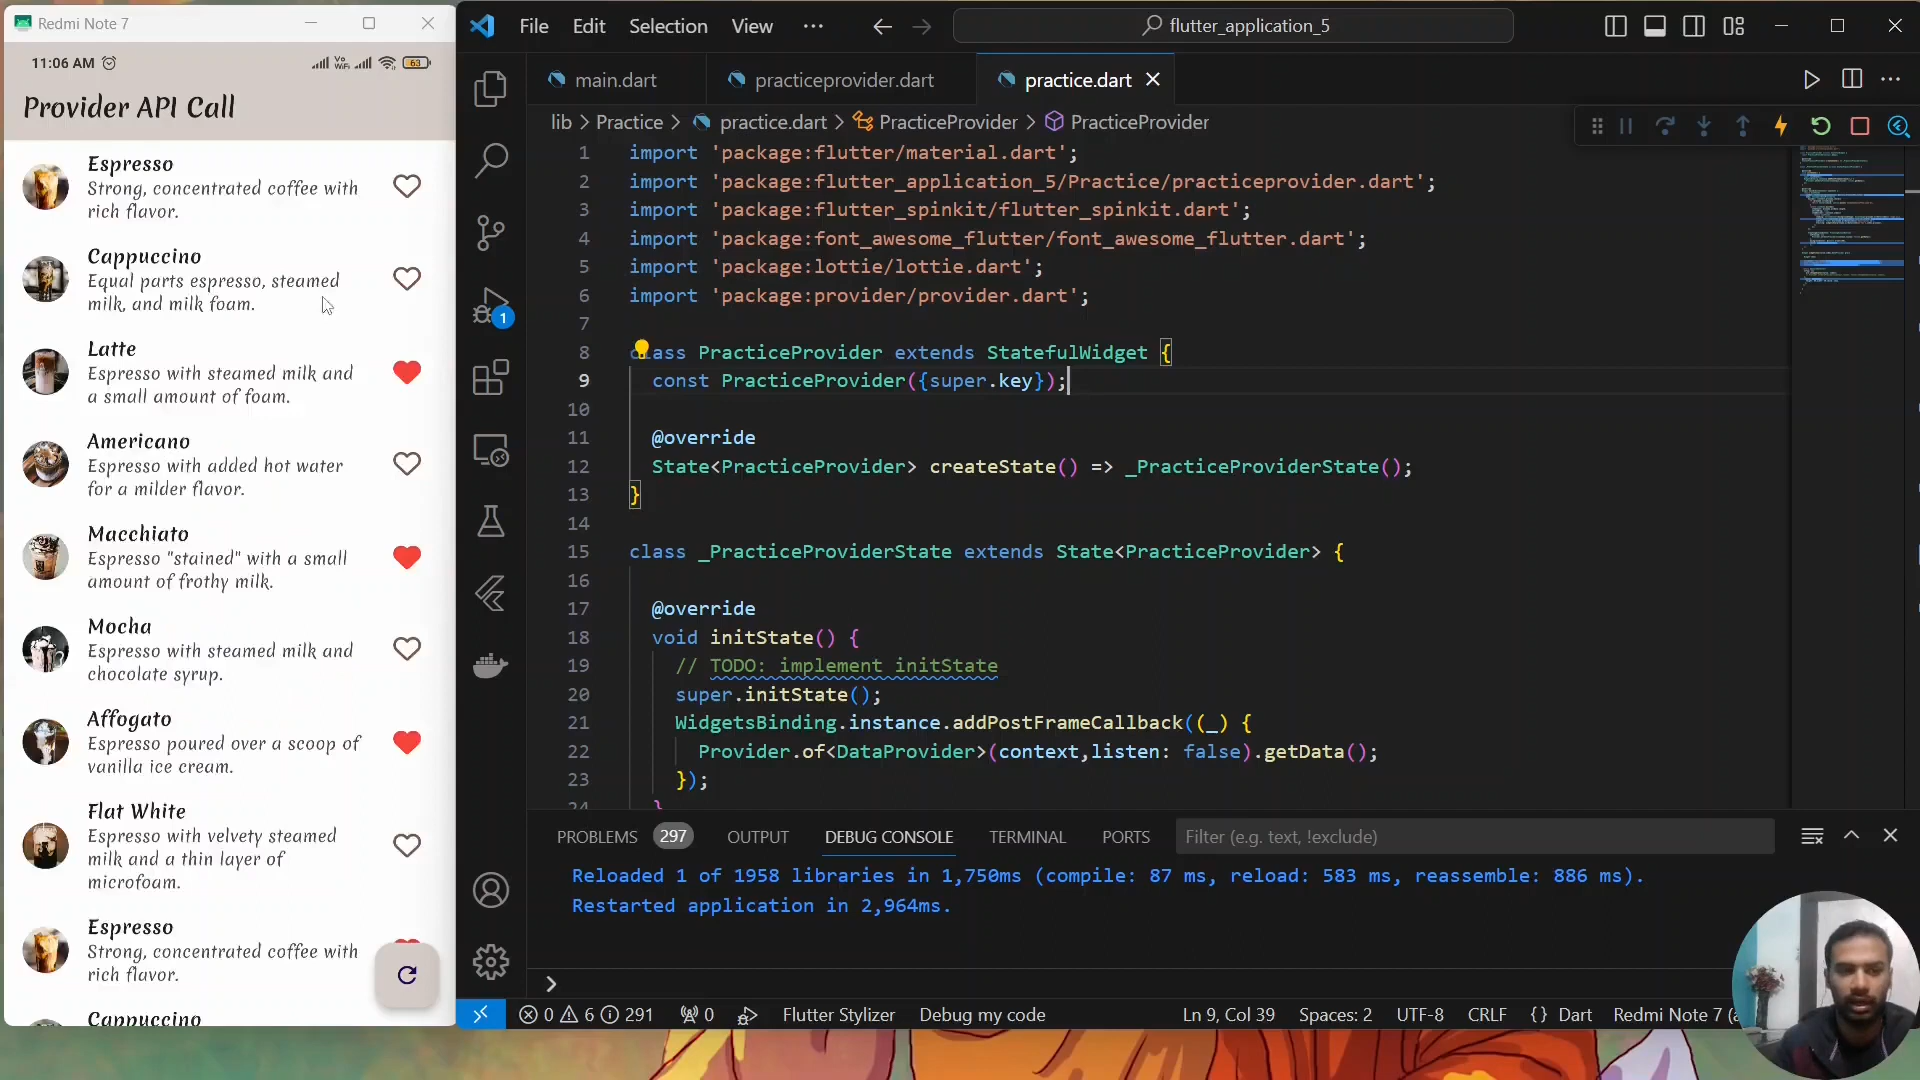 Redmi Note 7
11:06 AM
Vo WiFi
63
Provider API Call
Espresso
Strong, concentrated coffee with
rich flavor.
Cappuccino
Equal parts espresso, steamed
milk, and milk foam.
Latte
Espresso with steamed milk and
a small amount of foam.
Americano
Espresso with added hot water
for a milder flavor.
Macchiato
Espresso "stained" with a small
amount of frothy milk.
Mocha
Espresso with steamed milk and
chocolate syrup.
Affogato
Espresso poured over a scoop of
vanilla ice cream.
Flat White
Espresso with velvety steamed
milk and a thin layer of
microfoam.
Espresso
Strong, concentrated coffee with
rich flavor.
Cappuccino
File Edit Selection View ···
flutter_application_5
main.dart
practiceprovider.dart
practice.dart
lib > Practice > practice.dart > PracticeProvider > PracticeProvider
1 import 'package:flutter/material.dart';
2 import 'package:flutter_application_5/Practice/practiceprovider.dart';
3 import 'package:flutter_spinkit/flutter_spinkit.dart';
4 import 'package:font_awesome_flutter/font_awesome_flutter.dart';
5 import 'package:lottie/lottie.dart';
6 import 'package:provider/provider.dart';
7
8 class PracticeProvider extends StatefulWidget {
9 const PracticeProvider({super.key});
10
11 @override
12 State<PracticeProvider> createState() => _PracticeProviderState();
13 }
14
15 class _PracticeProviderState extends State<PracticeProvider> {
16
17 @override
18 void initState() {
19 // TODO: implement initState
20 super.initState();
21 WidgetsBinding.instance.addPostFrameCallback((_) {
22 Provider.of<DataProvider>(context,listen: false).getData();
23 });
24 }
1
PROBLEMS 297 OUTPUT DEBUG CONSOLE TERMINAL PORTS Filter (e.g. text, !exclude)
Reloaded 1 of 1958 libraries in 1,750ms (compile: 87 ms, reload: 583 ms, reassemble: 886 ms).
Restarted application in 2,964ms.
>
0 6 291 0 Flutter Stylizer Debug my code Ln 9, Col 39 Spaces: 2 UTF-8 CRLF {} Dart Redmi Note 7 (a